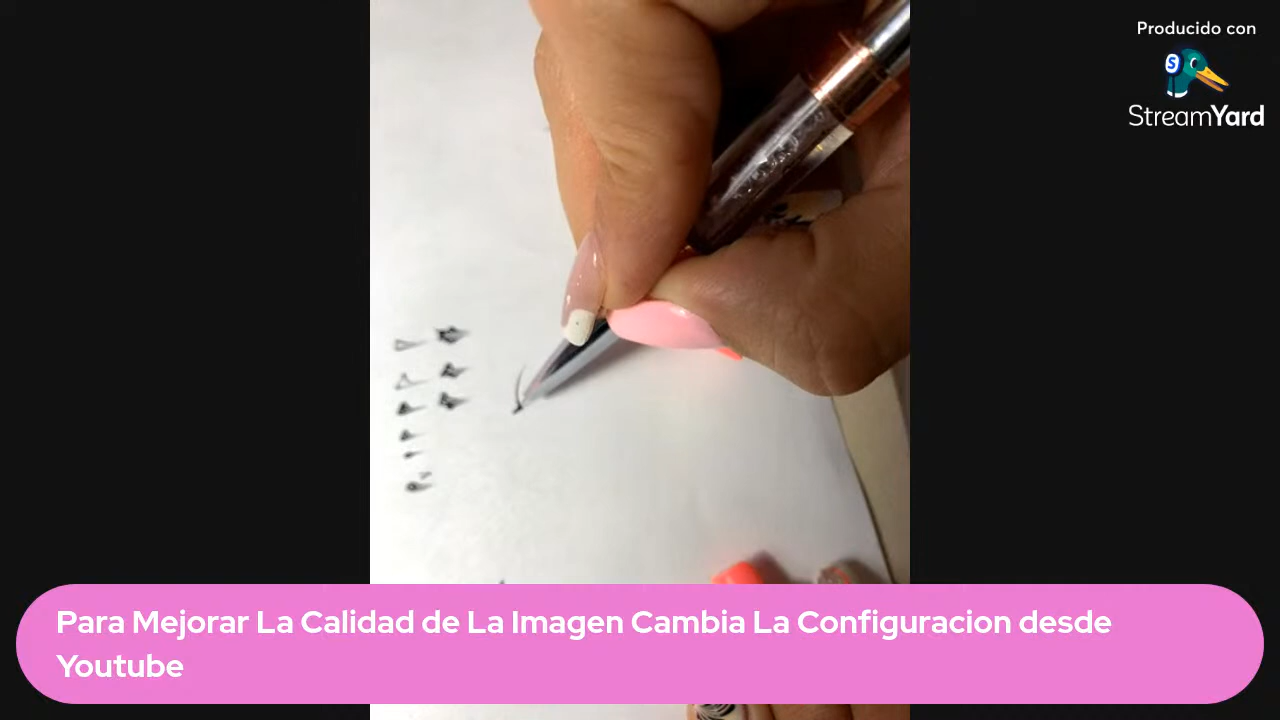 Producido con
S
StreamYard
Para Mejorar La Calidad de La Imagen Cambia La Configuracion desde
Youtube